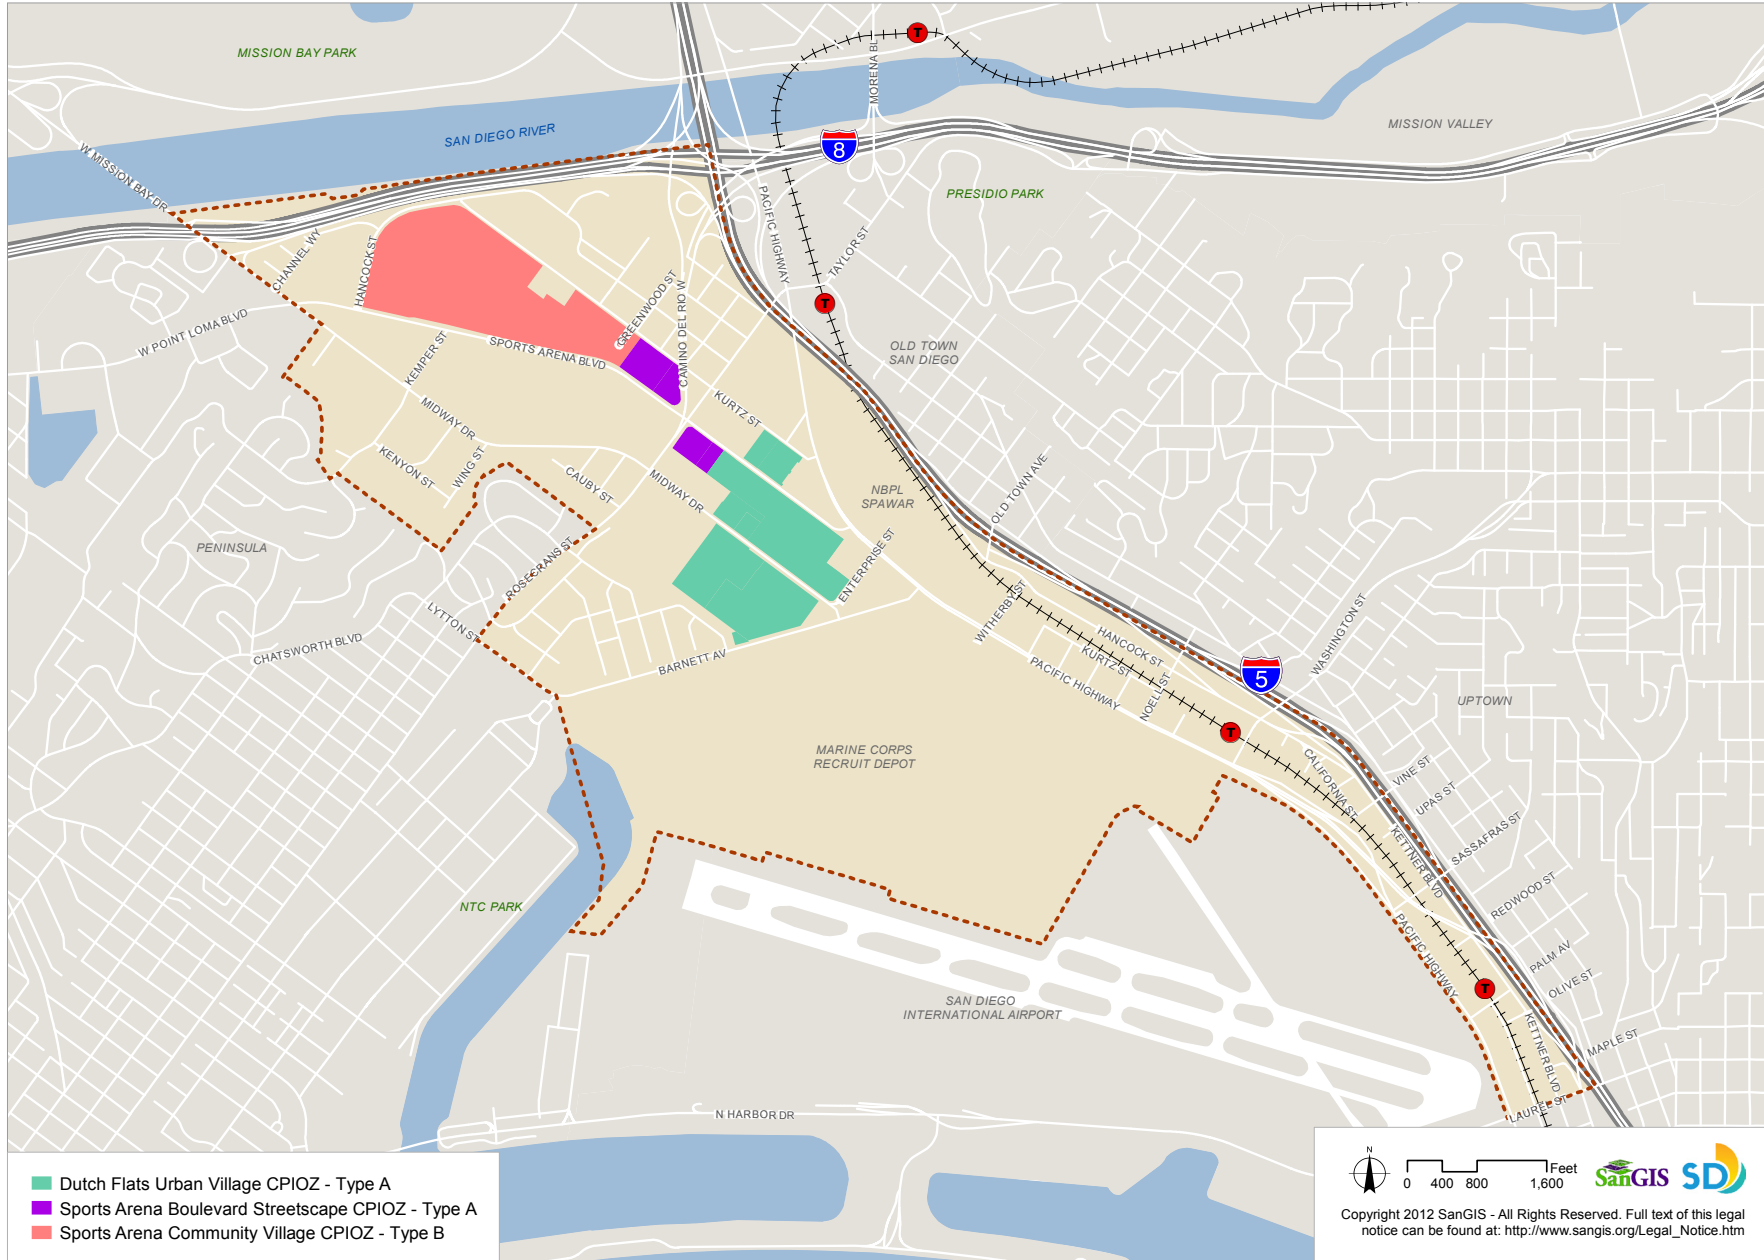 MISSION BAY PARK
T
MORENA BL
SAN DIEGO RIVER
MISSION VALLEY
8
W MISSION BAY DR
PRESIDIO PARK
PACIFIC HIGHWAY
TAYLOR ST
CHANNEL WY
HANCOCK ST
T
GREENWOOD ST
CAMINO DEL RIO W
W POINT LOMA BLVD
SPORTS ARENA BLVD
OLD TOWN
SAN DIEGO
KEMPER ST
KURTZ ST
MIDWAY DR
KENYON ST
WING ST
CAUBY ST
MIDWAY DR
NBPL
SPAWAR
OLD TOWN AVE
PENINSULA
ROSECRANS ST
ENTERPRISE ST
LYTTON ST
WITHERBY ST
CHATSWORTH BLVD
BARNETT AV
HANCOCK ST
KURTZ ST
PACIFIC HIGHWAY
NOELL ST
WASHINGTON ST
5
UPTOWN
T
MARINE CORPS
RECRUIT DEPOT
CALIFORNIA ST
VINE ST
UPAS ST
SASSAFRAS ST
KETTNER BLVD
REDWOOD ST
NTC PARK
PACIFIC HIGHWAY
PALM AV
OLIVE ST
T
SAN DIEGO
INTERNATIONAL AIRPORT
KETTNER BLVD
MAPLE ST
LAUREL ST
N HARBOR DR
Dutch Flats Urban Village CPIOZ - Type A
Sports Arena Boulevard Streetscape CPIOZ - Type A
Sports Arena Community Village CPIOZ - Type B
N
Feet
0 400 800 1,600
SanGIS
SD
Copyright 2012 SanGIS - All Rights Reserved. Full text of this legal
notice can be found at: http://www.sangis.org/Legal_Notice.htm